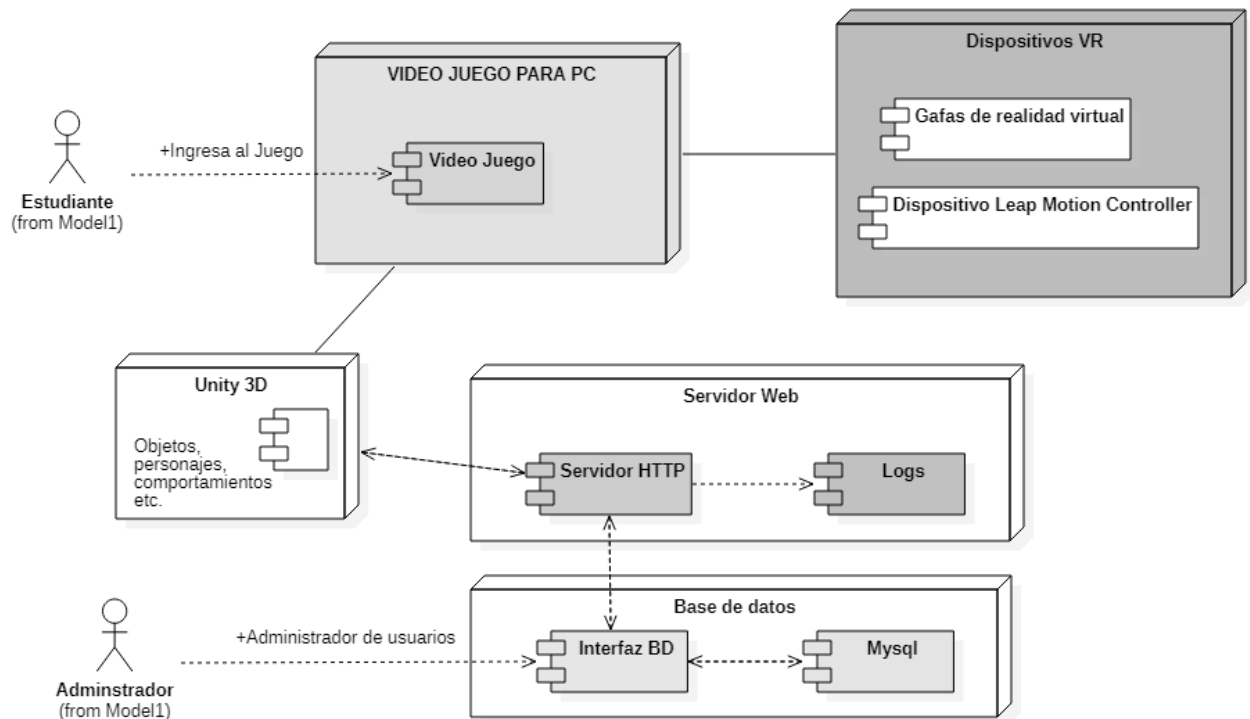 Dispositivos VR
VIDEO JUEGO PARA PC
Gafas de realidad virtual
+Ingresa al Juego
Video Juego
Estudiante
(from Model1)
Dispositivo Leap Motion Controller
Unity 3D
Servidor Web
Objetos,
personajes,
comportamientos
etc.
Servidor HTTP
Logs
Base de datos
+Administrador de usuarios
Interfaz BD
Mysql
Adminstrador
(from Model1)